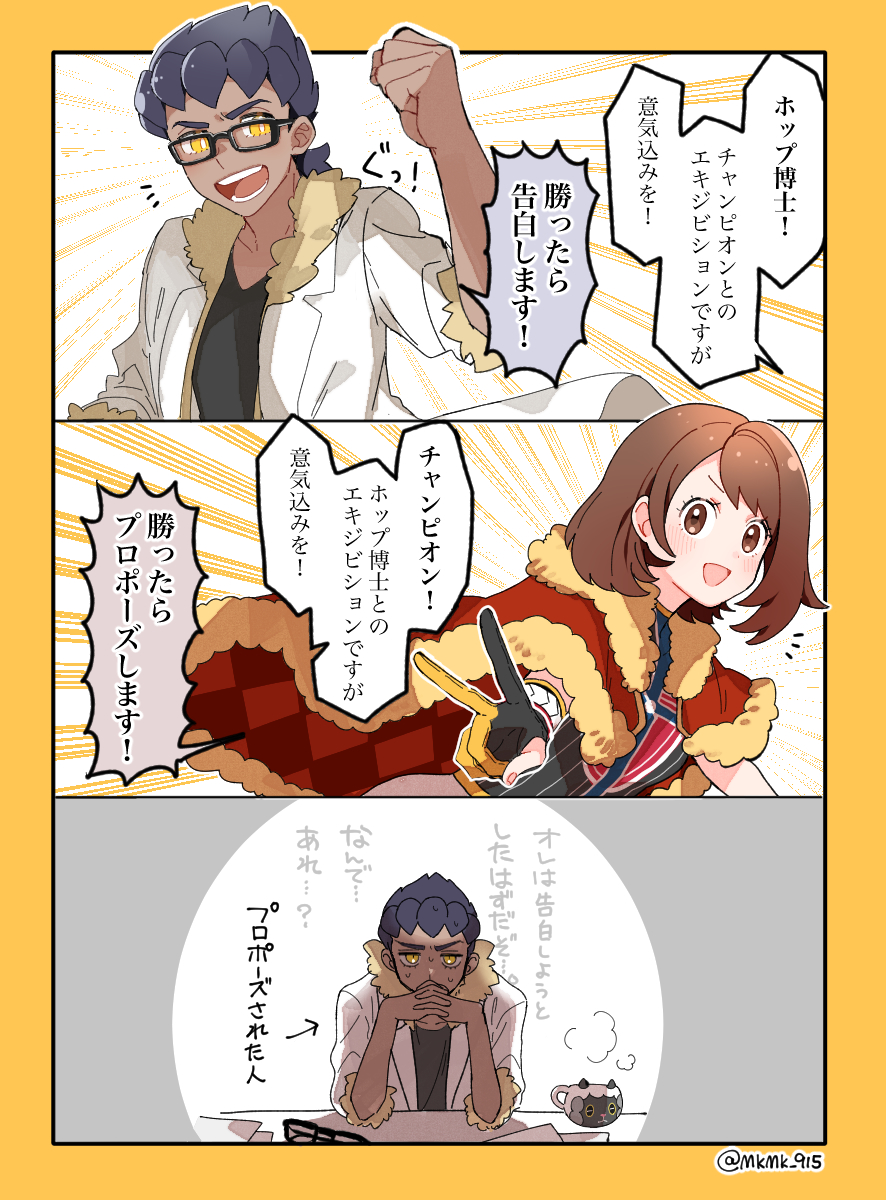 ホップ博士！
チャンピオンとの
エキジビションですが
意気込みを！
ぐっ！
勝ったら
告白します！
チャンピオン！
ホップ博士との
エキジビションですが
意気込みを！
勝ったら
プロポーズします！
オレは告白しようと
したはずだぞ…。
なんで…
あれ…？
プロポーズされた人
@MKMK_915